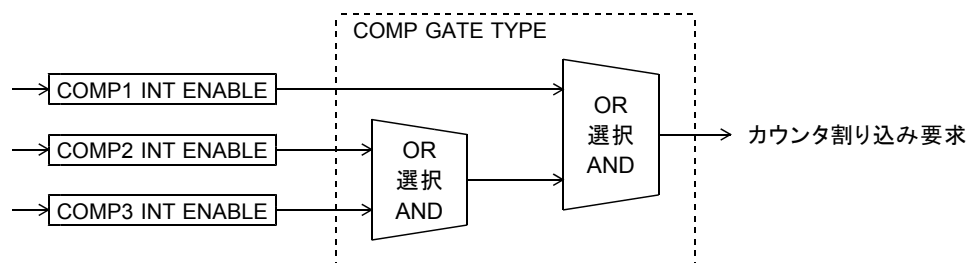 COMP GATE TYPE
COMP1 INT ENABLE
COMP2 INT ENABLE
COMP3 INT ENABLE
OR
選択
AND
OR
選択
AND
カウンタ割り込み要求